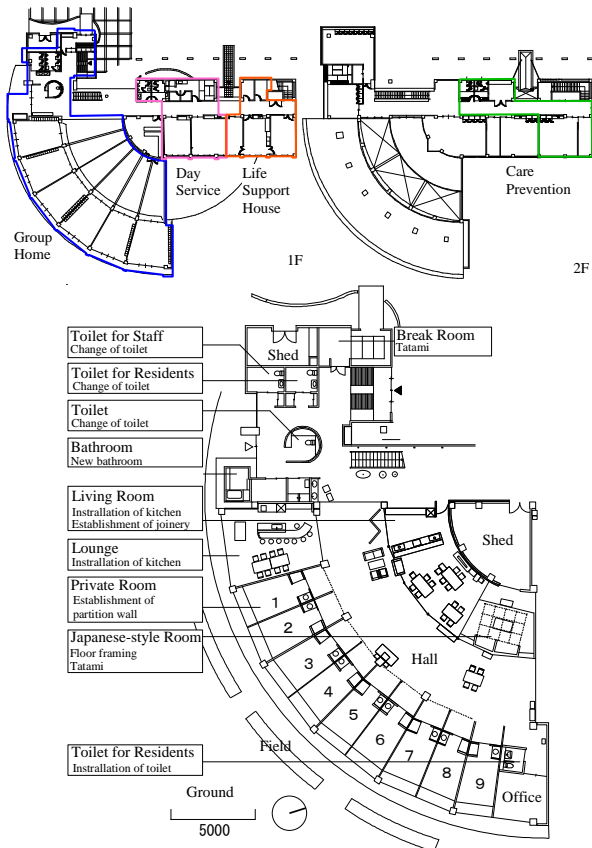 Day
Service
Life
Support
House
Group
Home
1F
Care
Prevention
2F
Toilet for Staff
Change of toilet
Shed
Break Room
Tatami
Toilet for Residents
Change of toilet
Toilet
Change of toilet
Bathroom
New bathroom
Living Room
Instrallation of kitchen
Establishment of joinery
Shed
Lounge
Instrallation of kitchen
Private Room
Establishment of
partition wall
1
2
Japanese-style Room
Floor framing
Tatami
Hall
3
4
5
6
7
8
9
Field
Toilet for Residents
Instrallation of toilet
Office
Ground
5000